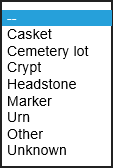 --
Casket
Cemetery lot
Crypt
Headstone
Marker
Urn
Other
Unknown